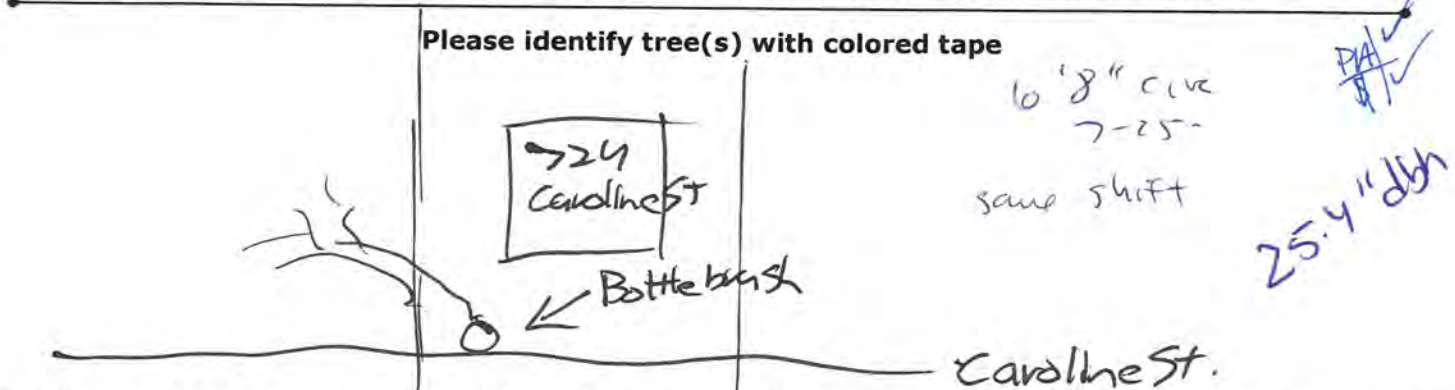 Please identify tree(s) with colored tape
724
Caroline ST
Bottlebrush
Caroline St.
same shift
25.4" dbh